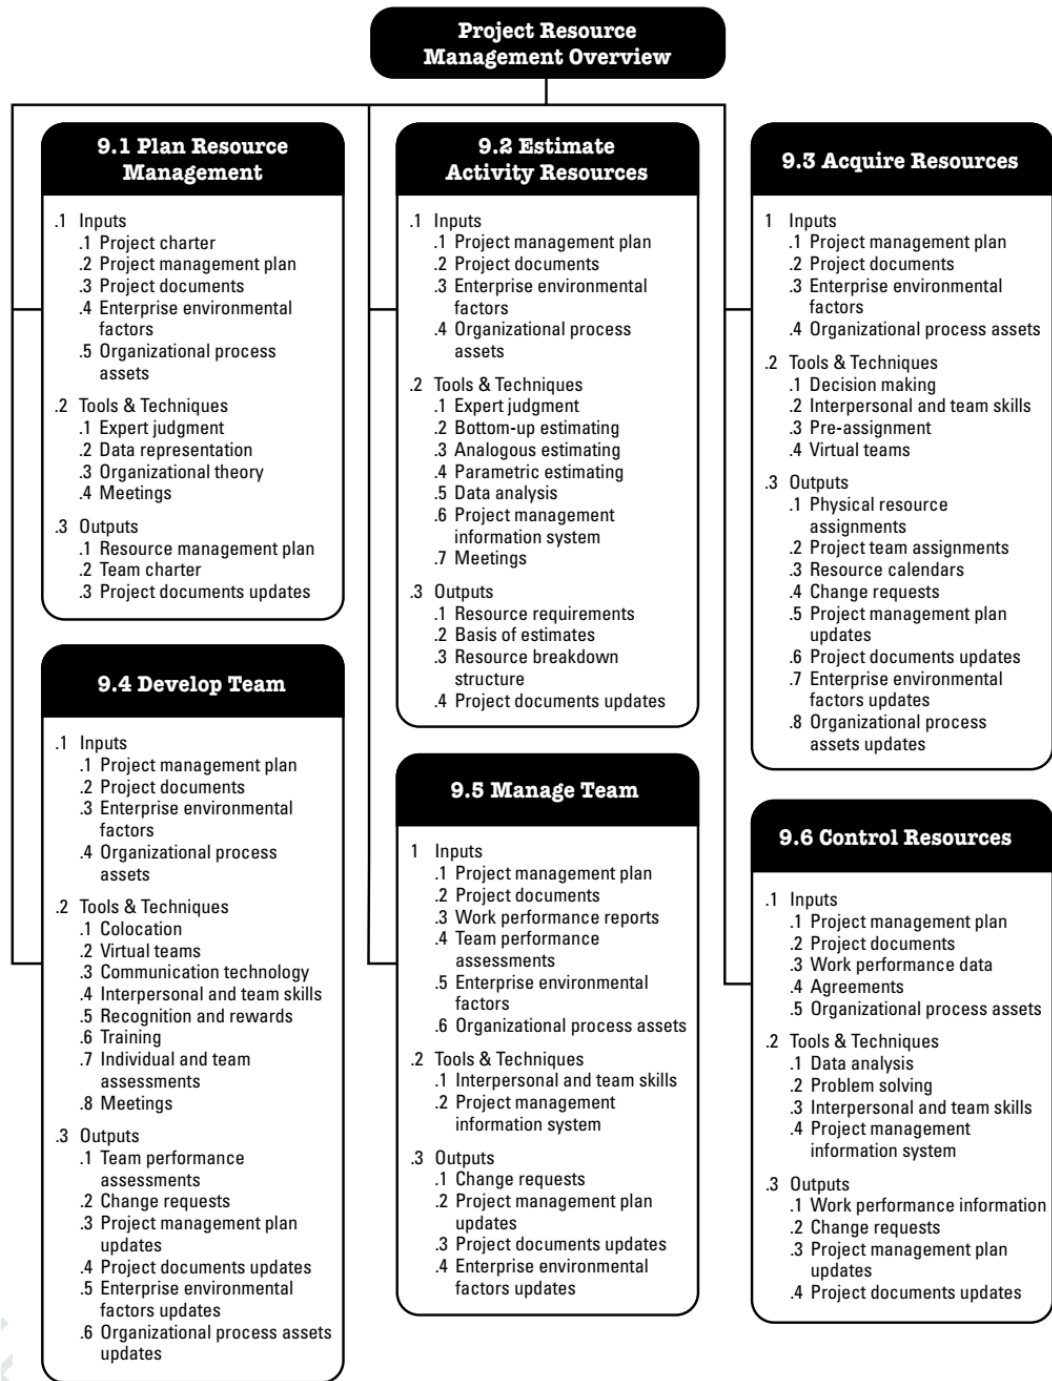 Project Resource
Management Overview
9.1 Plan Resource
Management
.1 Inputs
.1 Project charter
.2 Project management plan
.3 Project documents
.4 Enterprise environmental
factors
.5 Organizational process
assets
.2 Tools & Techniques
.1 Expert judgment
.2 Data representation
.3 Organizational theory
.4 Meetings
.3 Outputs
.1 Resource management plan
.2 Team charter
.3 Project documents updates
9.2 Estimate
Activity Resources
.1 Inputs
.1 Project management plan
.2 Project documents
.3 Enterprise environmental
factors
.4 Organizational process
assets
.2 Tools & Techniques
.1 Expert judgment
.2 Bottom-up estimating
.3 Analogous estimating
.4 Parametric estimating
.5 Data analysis
.6 Project management
information system
.7 Meetings
.3 Outputs
.1 Resource requirements
.2 Basis of estimates
.3 Resource breakdown
structure
.4 Project documents updates
9.3 Acquire Resources
1 Inputs
.1 Project management plan
.2 Project documents
.3 Enterprise environmental
factors
.4 Organizational process assets
.2 Tools & Techniques
.1 Decision making
.2 Interpersonal and team skills
.3 Pre-assignment
.4 Virtual teams
.3 Outputs
.1 Physical resource
assignments
.2 Project team assignments
.3 Resource calendars
.4 Change requests
.5 Project management plan
updates
.6 Project documents updates
.7 Enterprise environmental
factors updates
.8 Organizational process
assets updates
9.4 Develop Team
.1 Inputs
.1 Project management plan
.2 Project documents
.3 Enterprise environmental
factors
.4 Organizational process
assets
.2 Tools & Techniques
.1 Colocation
.2 Virtual teams
.3 Communication technology
.4 Interpersonal and team skills
.5 Recognition and rewards
.6 Training
.7 Individual and team
assessments
.8 Meetings
.3 Outputs
.1 Team performance
assessments
.2 Change requests
.3 Project management plan
updates
.4 Project documents updates
.5 Enterprise environmental
factors updates
.6 Organizational process assets
updates
9.5 Manage Team
1 Inputs
.1 Project management plan
.2 Project documents
.3 Work performance reports
.4 Team performance
assessments
.5 Enterprise environmental
factors
.6 Organizational process assets
.2 Tools & Techniques
.1 Interpersonal and team skills
.2 Project management
information system
.3 Outputs
.1 Change requests
.2 Project management plan
updates
.3 Project documents updates
.4 Enterprise environmental
factors updates
9.6 Control Resources
.1 Inputs
.1 Project management plan
.2 Project documents
.3 Work performance data
.4 Agreements
.5 Organizational process assets
.2 Tools & Techniques
.1 Data analysis
.2 Problem solving
.3 Interpersonal and team skills
.4 Project management
information system
.3 Outputs
.1 Work performance information
.2 Change requests
.3 Project management plan
updates
.4 Project documents updates